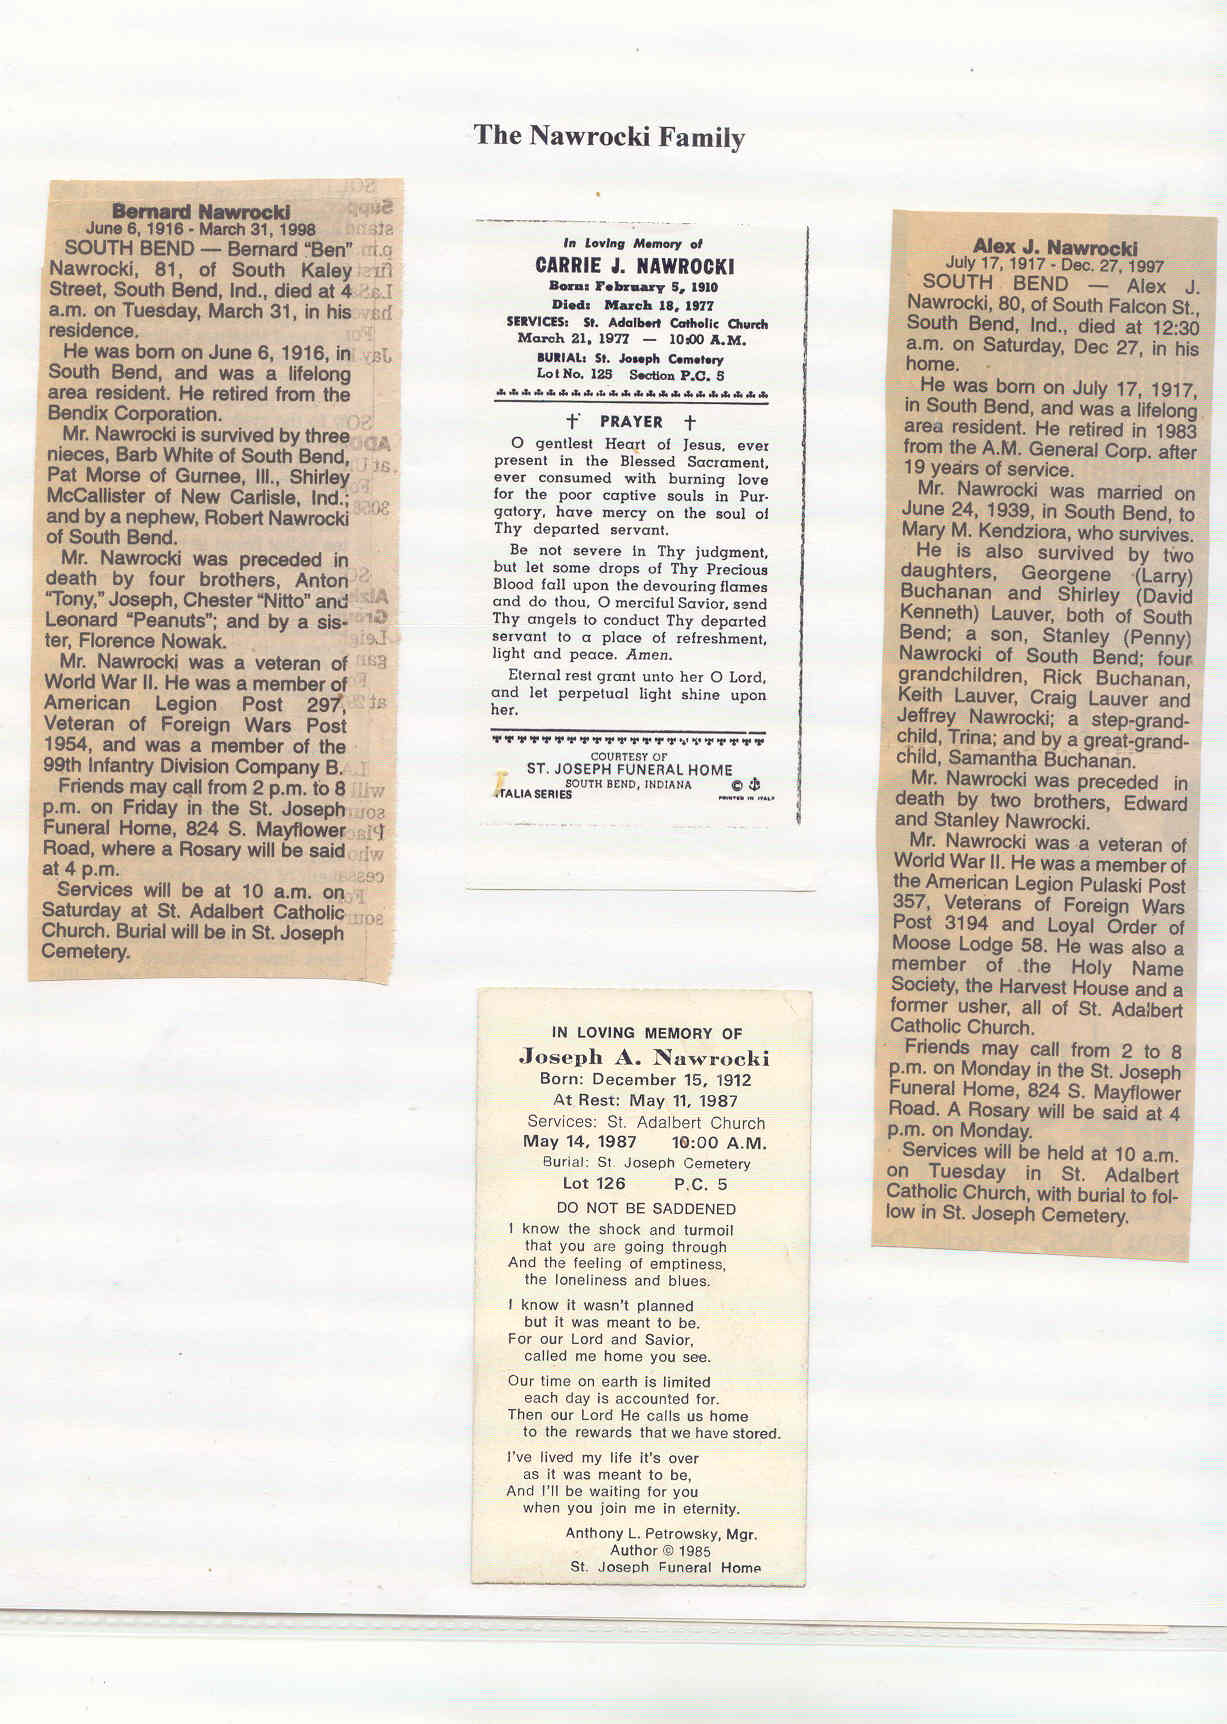 The Nawrocki Family
Bernard Nawrocki
June 6, 1916 - March 31, 1998
SOUTH BEND — Bernard "Ben"
Nawrocki, 81, of South Kaley
Street, South Bend, Ind., died at 4
a.m. on Tuesday, March 31, in his
residence.
He was born on June 6, 1916, in
South Bend, and was a lifelong
area resident. He retired from the
Bendix Corporation.
Mr. Nawrocki is survived by three
nieces, Barb White of South Bend,
Pat Morse of Gurnee, Ill., Shirley
McCallister of New Carlisle, Ind.;
and by a nephew, Robert Nawrocki
of South Bend.
Mr. Nawrocki was preceded in
death by four brothers, Anton
"Tony," Joseph, Chester "Nitto" and
Leonard "Peanuts"; and by a sis-
ter, Florence Nowak.
Mr. Nawrocki was a veteran of
World War II. He was a member of
American Legion Post 297,
Veteran of Foreign Wars Post
1954, and was a member of the
99th Infantry Division Company B.
Friends may call from 2 p.m. to 8
p.m. on Friday in the St. Joseph
Funeral Home, 824 S. Mayflower
Road, where a Rosary will be said
at 4 p.m.
Services will be at 10 a.m. on
Saturday at St. Adalbert Catholic
Church. Burial will be in St. Joseph
Cemetery.
In Loving Memory of
CARRIE J. NAWROCKI
Born: February 5, 1910
Died: March 18, 1977
SERVICES: St. Adalbert Catholic Church
March 21, 1977 — 10:00 A.M.
BURIAL: St. Joseph Cemetery
Lot No. 125 Section P.C. 5
† PRAYER †
O gentlest Heart of Jesus, ever
present in the Blessed Sacrament,
ever consumed with burning love
for the poor captive souls in Pur-
gatory, have mercy on the soul of
Thy departed servant.
Be not severe in Thy judgment,
but let some drops of Thy Precious
Blood fall upon the devouring flames
and do thou, O merciful Savior, send
Thy angels to conduct Thy departed
servant to a place of refreshment,
light and peace. Amen.
Eternal rest grant unto her O Lord,
and let perpetual light shine upon
her.
COURTESY OF
ST. JOSEPH FUNERAL HOME
SOUTH BEND, INDIANA ©
ITALIA SERIES PRINTED IN ITALY
IN LOVING MEMORY OF
Joseph A. Nawrocki
Born: December 15, 1912
At Rest: May 11, 1987
Services: St. Adalbert Church
May 14, 1987 10:00 A.M.
Burial: St. Joseph Cemetery
Lot 126 P.C. 5
DO NOT BE SADDENED
I know the shock and turmoil
that you are going through
And the feeling of emptiness,
the loneliness and blues.
I know it wasn't planned
but it was meant to be.
For our Lord and Savior,
called me home you see.
Our time on earth is limited
each day is accounted for.
Then our Lord He calls us home
to the rewards that we have stored.
I've lived my life it's over
as it was meant to be,
And I'll be waiting for you
when you join me in eternity.
Anthony L. Petrowsky, Mgr.
Author © 1985
St. Joseph Funeral Home
Alex J. Nawrocki
July 17, 1917 - Dec. 27, 1997
SOUTH BEND — Alex J.
Nawrocki, 80, of South Falcon St.,
South Bend, Ind., died at 12:30
a.m. on Saturday, Dec 27, in his
home.
He was born on July 17, 1917,
in South Bend, and was a lifelong
area resident. He retired in 1983
from the A.M. General Corp. after
19 years of service.
Mr. Nawrocki was married on
June 24, 1939, in South Bend, to
Mary M. Kendziora, who survives.
He is also survived by two
daughters, Georgene (Larry)
Buchanan and Shirley (David
Kenneth) Lauver, both of South
Bend; a son, Stanley (Penny)
Nawrocki of South Bend; four
grandchildren, Rick Buchanan,
Keith Lauver, Craig Lauver and
Jeffrey Nawrocki; a step-grand-
child, Trina; and by a great-grand-
child, Samantha Buchanan.
Mr. Nawrocki was preceded in
death by two brothers, Edward
and Stanley Nawrocki.
Mr. Nawrocki was a veteran of
World War II. He was a member of
the American Legion Pulaski Post
357, Veterans of Foreign Wars
Post 3194 and Loyal Order of
Moose Lodge 58. He was also a
member of the Holy Name
Society, the Harvest House and a
former usher, all of St. Adalbert
Catholic Church.
Friends may call from 2 to 8
p.m. on Monday in the St. Joseph
Funeral Home, 824 S. Mayflower
Road. A Rosary will be said at 4
p.m. on Monday.
Services will be held at 10 a.m.
on Tuesday in St. Adalbert
Catholic Church, with burial to fol-
low in St. Joseph Cemetery.